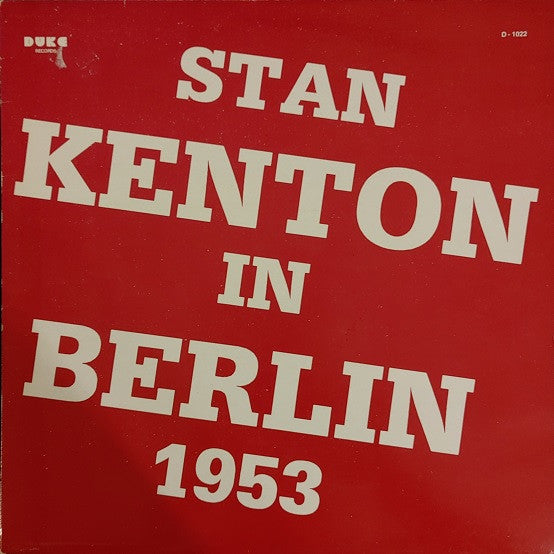 DUKE
RECORDS
D - 1022
STAN
KENTON
IN
BERLIN
1953